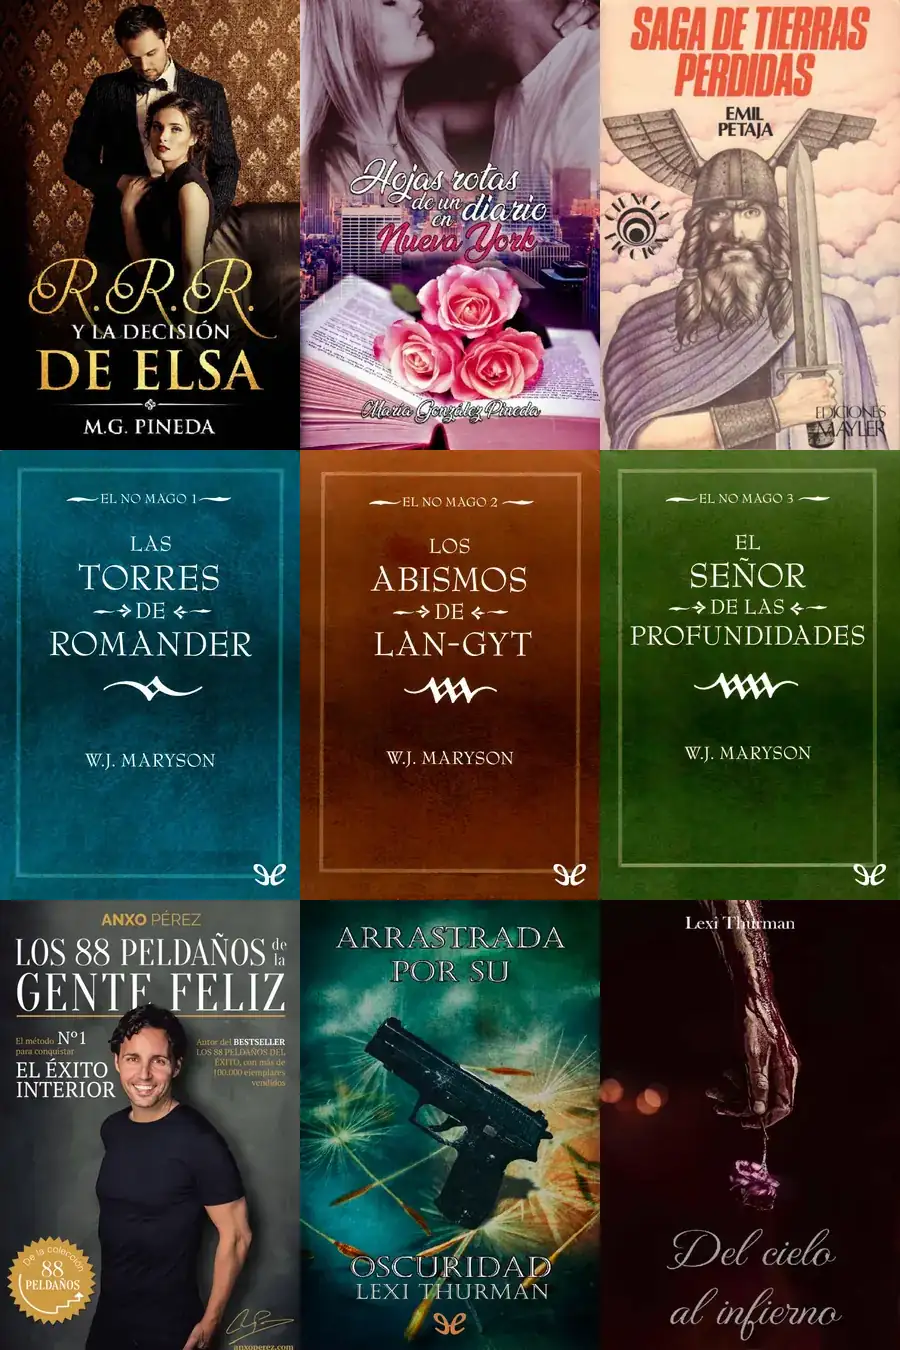 R.R.R.
Y LA DECISIÓN
DE ELSA
M.G. PINEDA
Hojas rotas
de un diario
en
Nueva York
María González Pineda
SAGA DE TIERRAS
PERDIDAS
EMIL
PETAJA
CIENCIA
FICCION
EDICIONES
MAYLER
EL NO MAGO 1
LAS
TORRES
DE
ROMANDER
W.J. MARYSON
EL NO MAGO 2
LOS
ABISMOS
DE
LAN-GYT
W.J. MARYSON
EL NO MAGO 3
EL
SEÑOR
DE LAS
PROFUNDIDADES
W.J. MARYSON
ANXO PÉREZ
LOS 88 PELDAÑOS de la
GENTE FELIZ
El método Nº1
para conquistar
EL ÉXITO
INTERIOR
Autor del BESTSELLER
LOS 88 PELDAÑOS DEL
ÉXITO, con más de
100.000 ejemplares
vendidos
De la colección
88
PELDAÑOS
anxoperez.com
ARRASTRADA
POR SU
OSCURIDAD
LEXI THURMAN
Lexi Thurman
Del cielo
al infierno